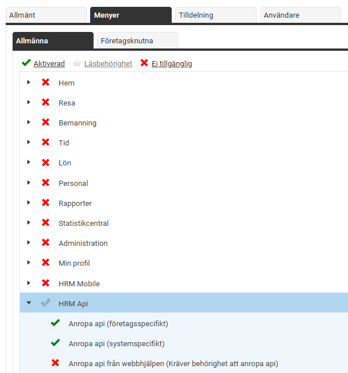 Allmänt Menyer Tilldelning Användare
Allmänna Företagsknutna
Aktiverad Läsbehörighet Ej tillgänglig
Hem
Resa
Bemanning
Tid
Lön
Personal
Rapporter
Statistikcentral
Administration
Min profil
HRM Mobile
HRM Api
Anropa api (företagsspecifikt)
Anropa api (systemspecifikt)
Anropa api från webbhjälpen (Kräver behörighet att anropa api)